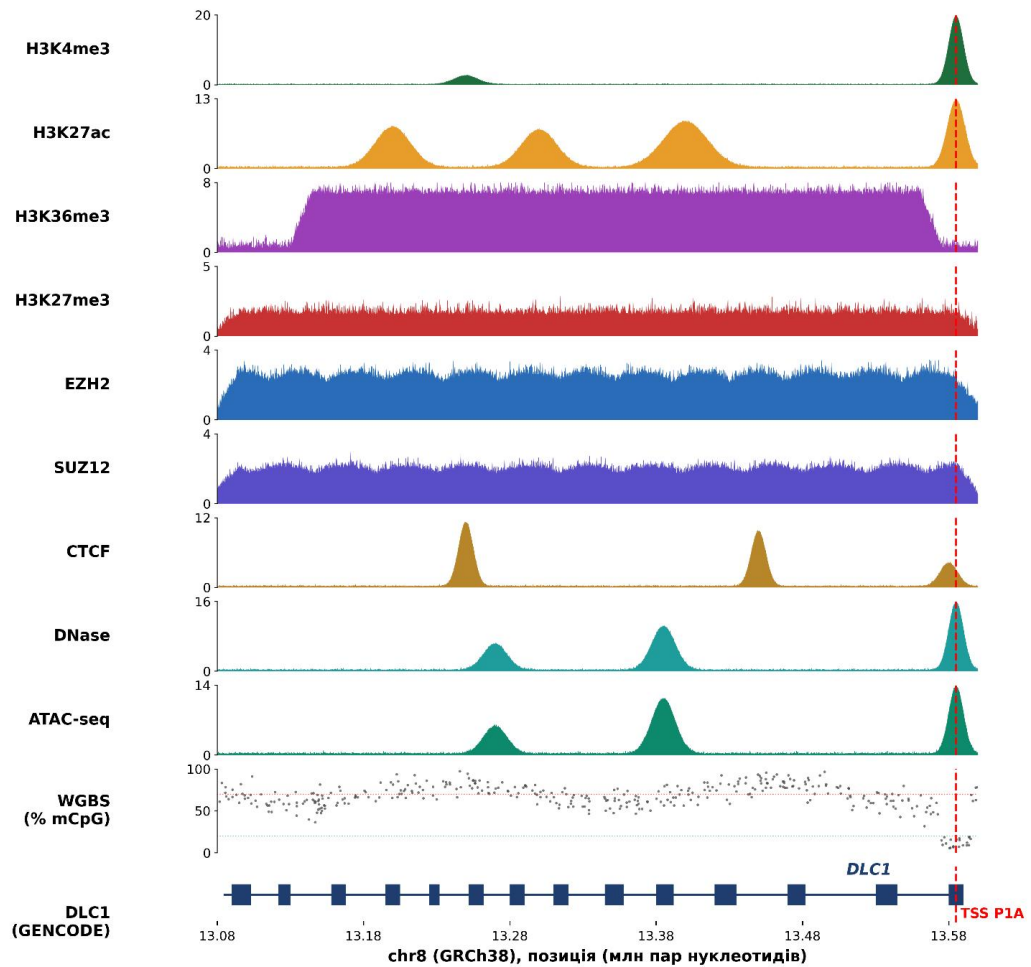 H3K4me3
20
0
H3K27ac
13
0
H3K36me3
8
0
H3K27me3
5
0
EZH2
4
0
SUZ12
4
0
CTCF
12
0
DNase
16
0
ATAC-seq
14
0
WGBS
(% mCpG)
100
50
0
DLC1
DLC1
(GENCODE)
TSS P1A
13.08 13.18 13.28 13.38 13.48 13.58
chr8 (GRCh38), позиція (млн пар нуклеотидів)